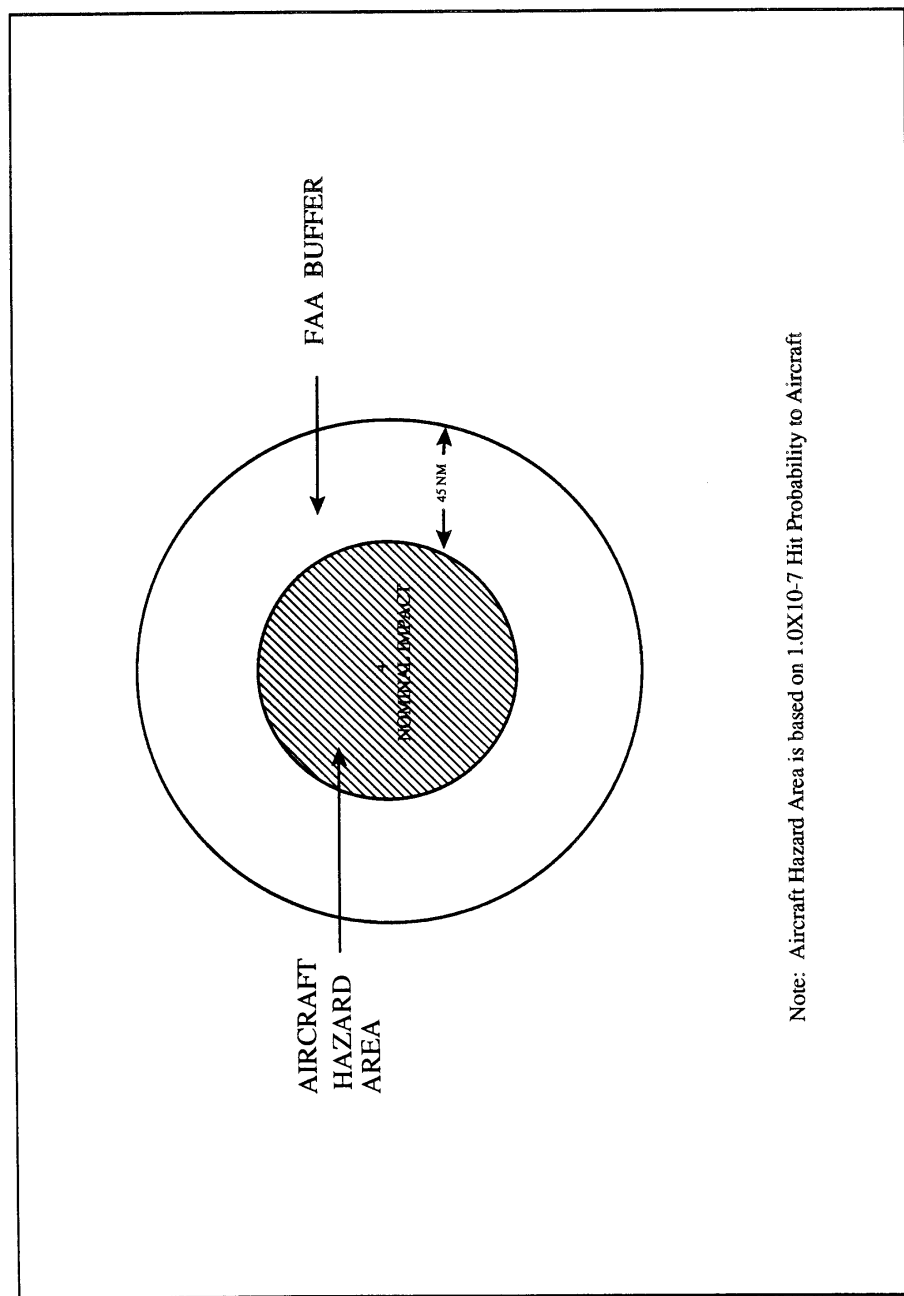 FAA BUFFER
AIRCRAFT
HAZARD
AREA
NOMINAL IMPACT
45 NM
Note: Aircraft Hazard Area is based on 1.0X10-7 Hit Probability to Aircraft